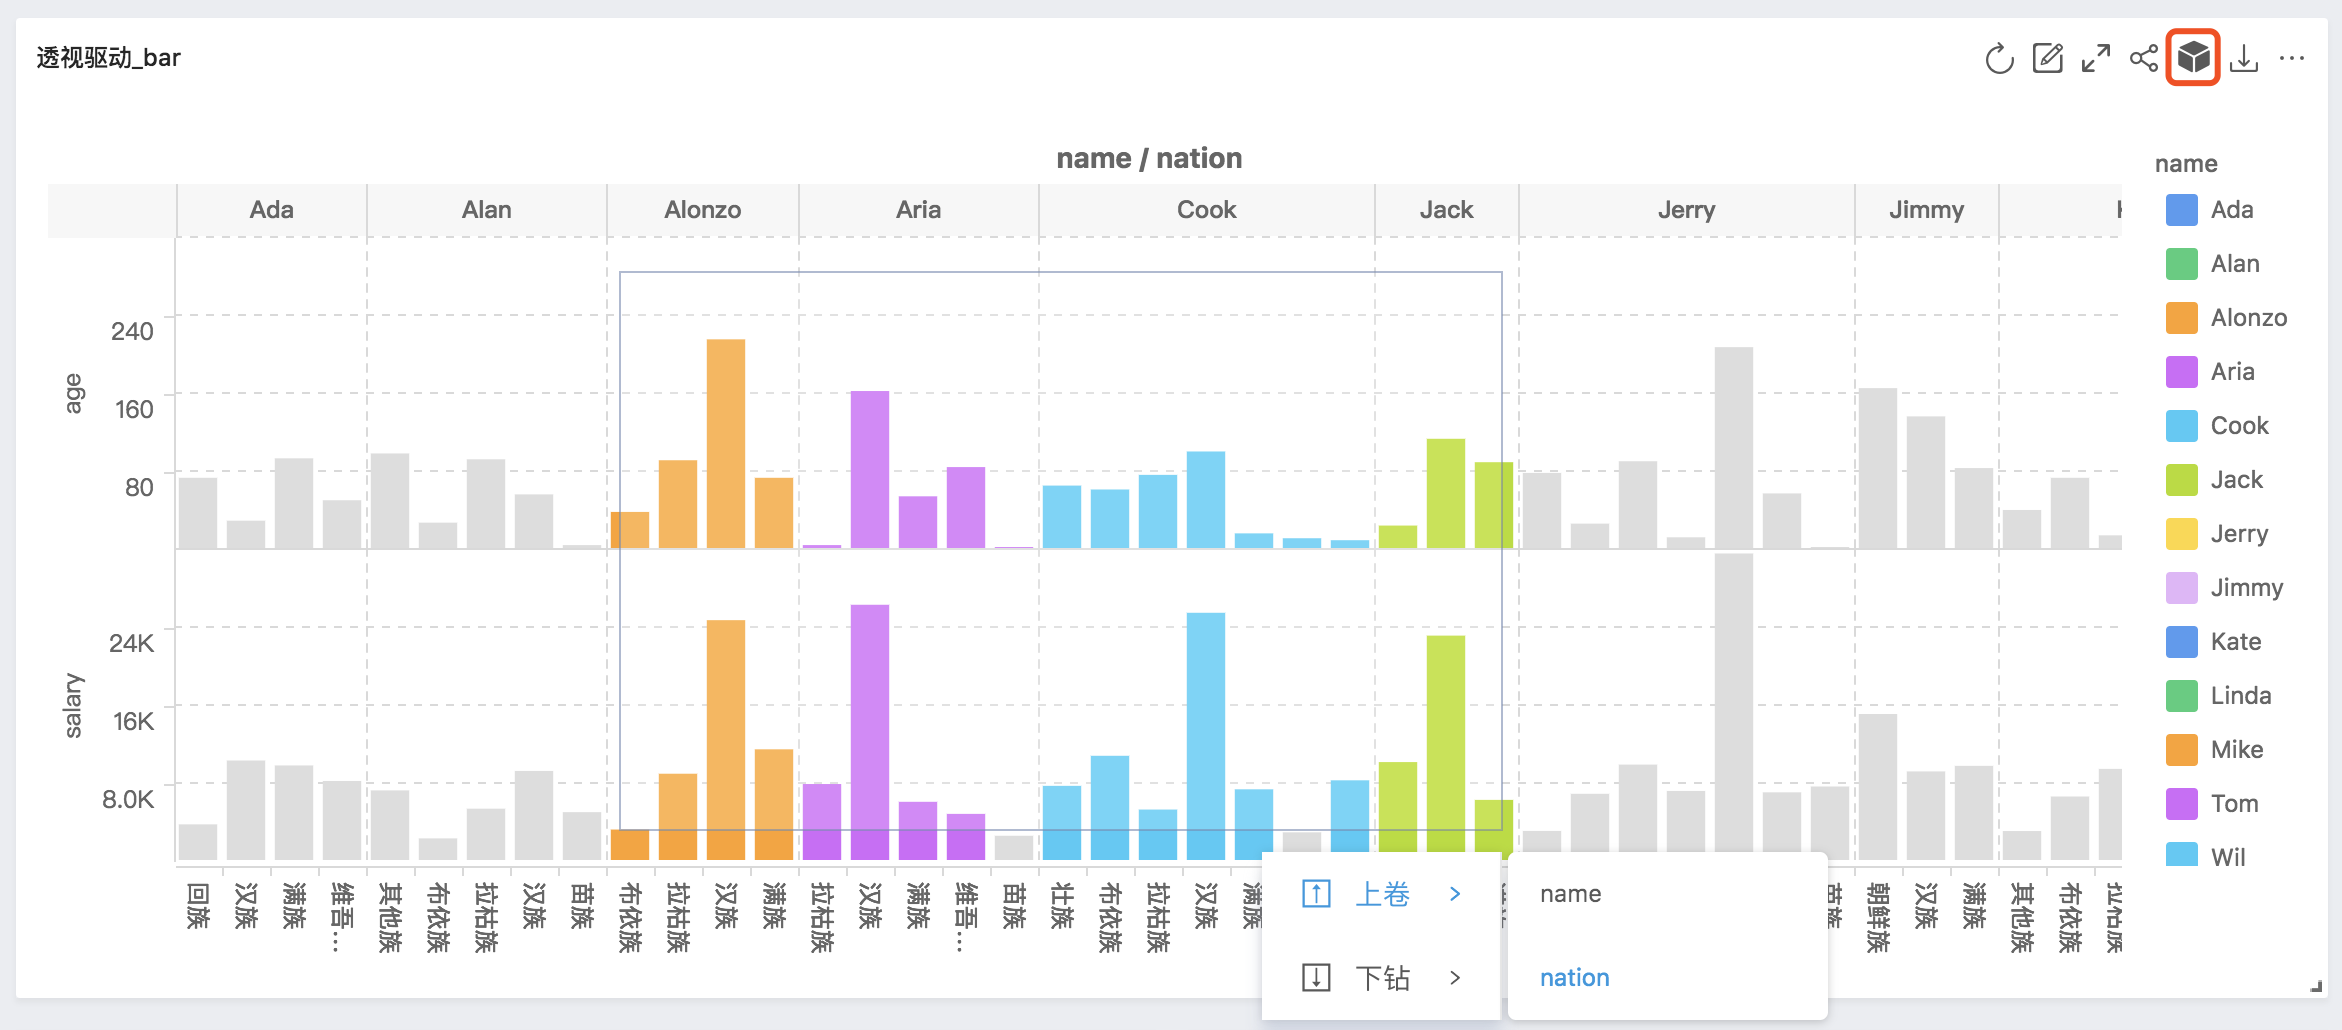 透视驱动_bar
name / nation
name
Ada
Alan
Alonzo
Aria
Cook
Jack
Jerry
Jimmy
Ada
Alan
Alonzo
Aria
Cook
Jack
Jerry
Jimmy
Kate
Linda
Mike
Tom
Wil
age
240
160
80
salary
24K
16K
8.0K
回族
汉族
满族
维吾...
其他族
布依族
拉枯族
汉族
苗族
布依族
拉枯族
汉族
满族
拉枯族
汉族
满族
维吾...
苗族
壮族
布依族
拉枯族
汉族
满族
苗族
朝鲜族
汉族
满族
其他族
布依族
拉枯族
上卷
下钻
name
nation